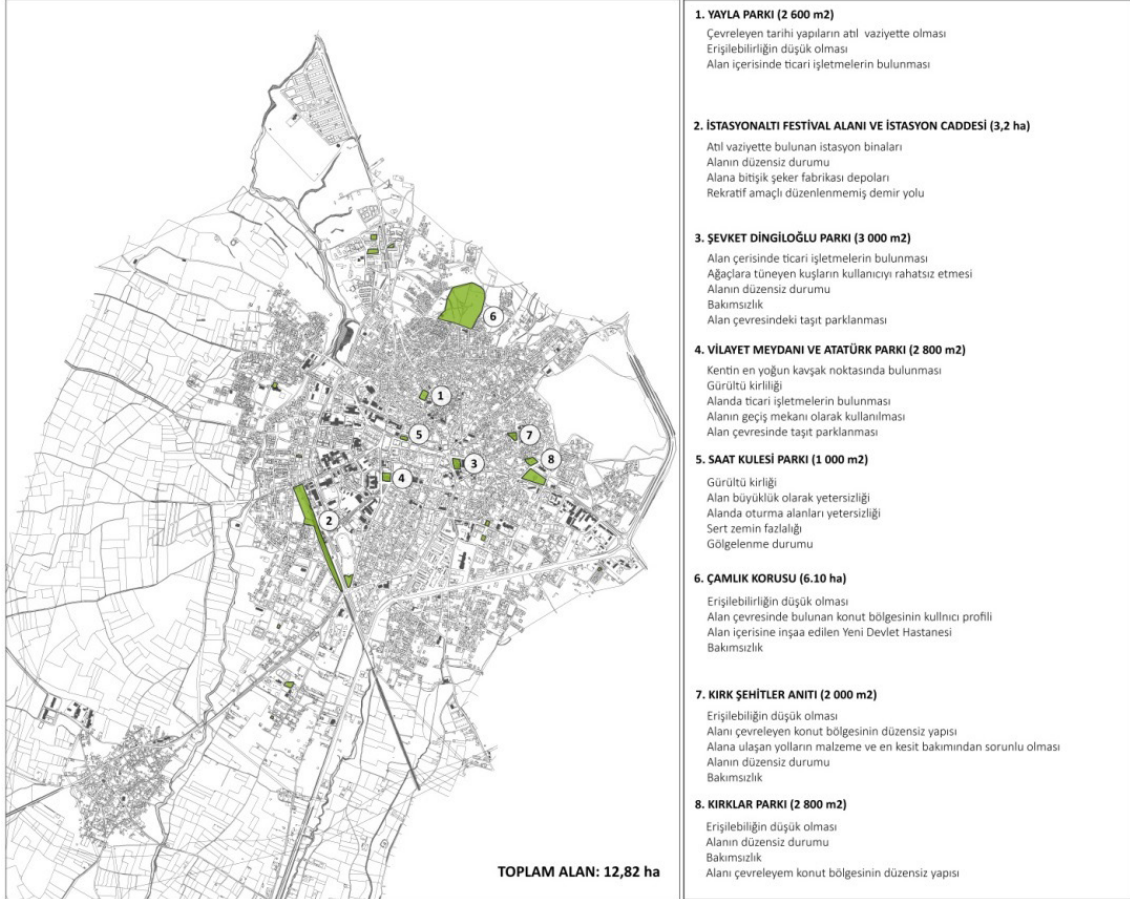 1. YAYLA PARKI (2 600 m2)
Çevreleyen tarihi yapıların atıl vaziyette olması
Erişilebilirliğin düşük olması
Alan içerisinde ticari işletmelerin bulunması
2. İSTASYONALTI FESTİVAL ALANI VE İSTASYON CADDESİ (3,2 ha)
Atıl vaziyette bulunan istasyon binaları
Alanın düzensiz durumu
Alana bitişik şeker fabrikası depoları
Rekratif amaçlı düzenlenmemiş demir yolu
3. ŞEVKET DİNGİLOĞLU PARKI (3 000 m2)
Alan çerisinde ticari işletmelerin bulunması
Ağaçlara tüneyen kuşların kullanıcıyı rahatsız etmesi
Alanın düzensiz durumu
Bakımsızlık
Alan çevresindeki taşıt parklanması
4. VİLAYET MEYDANI VE ATATÜRK PARKI (2 800 m2)
Kentin en yoğun kavşak noktasında bulunması
Gürültü kirliliği
Alanda ticari işletmelerin bulunması
Alanın geçiş mekanı olarak kullanılması
Alan çevresinde taşıt parklanması
5. SAAT KULESİ PARKI (1 000 m2)
Gürültü kirliği
Alan büyüklük olarak yetersizliği
Alanda oturma alanları yetersizliği
Sert zemin fazlalığı
Gölgelenme durumu
6. ÇAMLIK KORUSU (6.10 ha)
Erişilebilirliğin düşük olması
Alan çevresinde bulunan konut bölgesinin kullnıcı profili
Alan içerisine inşaa edilen Yeni Devlet Hastanesi
Bakımsızlık
7. KIRK ŞEHİTLER ANITI (2 000 m2)
Erişilebiliğin düşük olması
Alanı çevreleyen konut bölgesinin düzensiz yapısı
Alana ulaşan yolların malzeme ve en kesit bakımından sorunlu olması
Alanın düzensiz durumu
Bakımsızlık
8. KIRKLAR PARKI (2 800 m2)
Erişilebiliğin düşük olması
Alanın düzensiz durumu
Bakımsızlık
Alanı çevreleyem konut bölgesinin düzensiz yapısı
6
1
5
7
3
8
4
2
TOPLAM ALAN: 12,82 ha